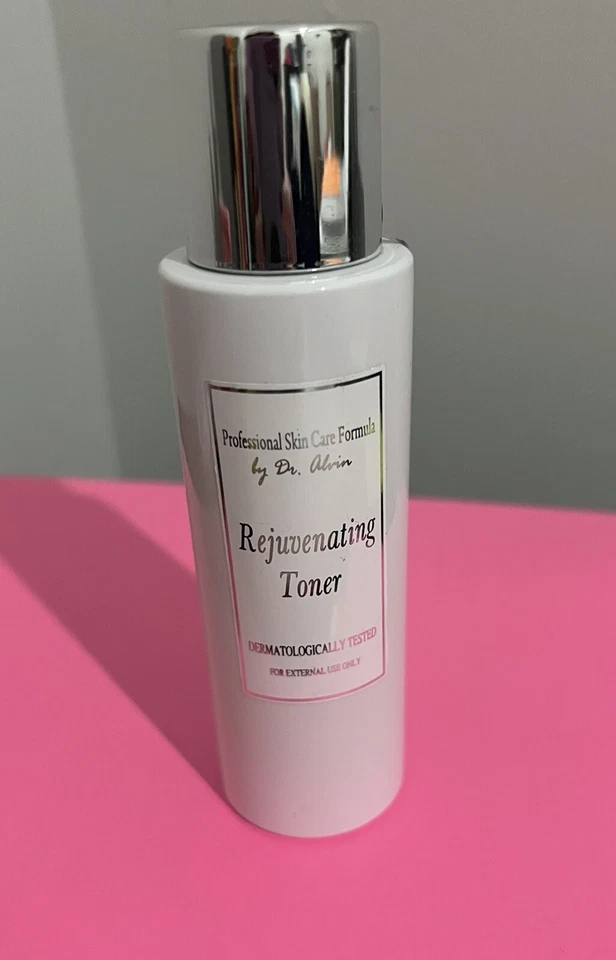 Professional Skin Care Formula
by Dr. Alvin
Rejuvenating
Toner
DERMATOLOGICALLY TESTED
FOR EXTERNAL USE ONLY